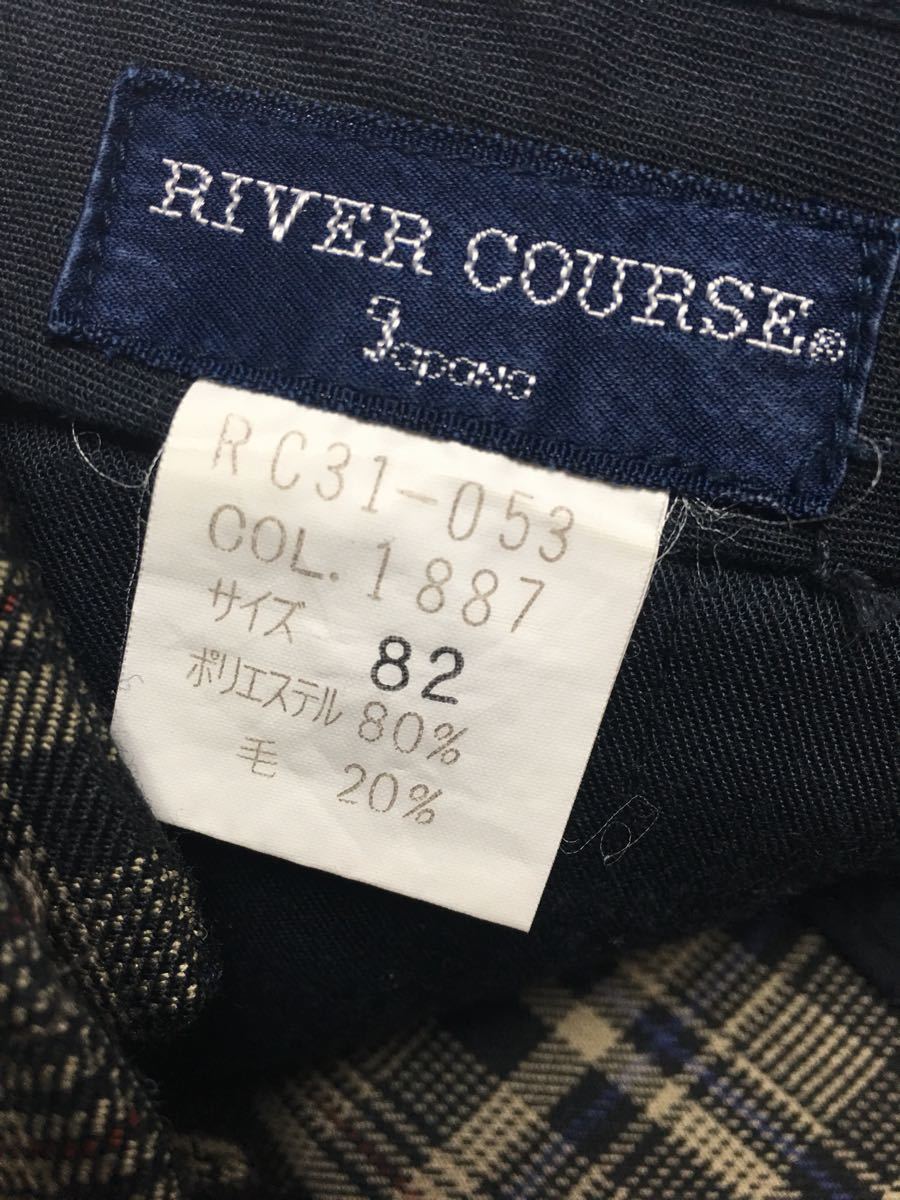 RIVER COURSE®
Japana
RC31-053
COL. 1887
サイズ 82
ポリエステル 80%
毛 20%